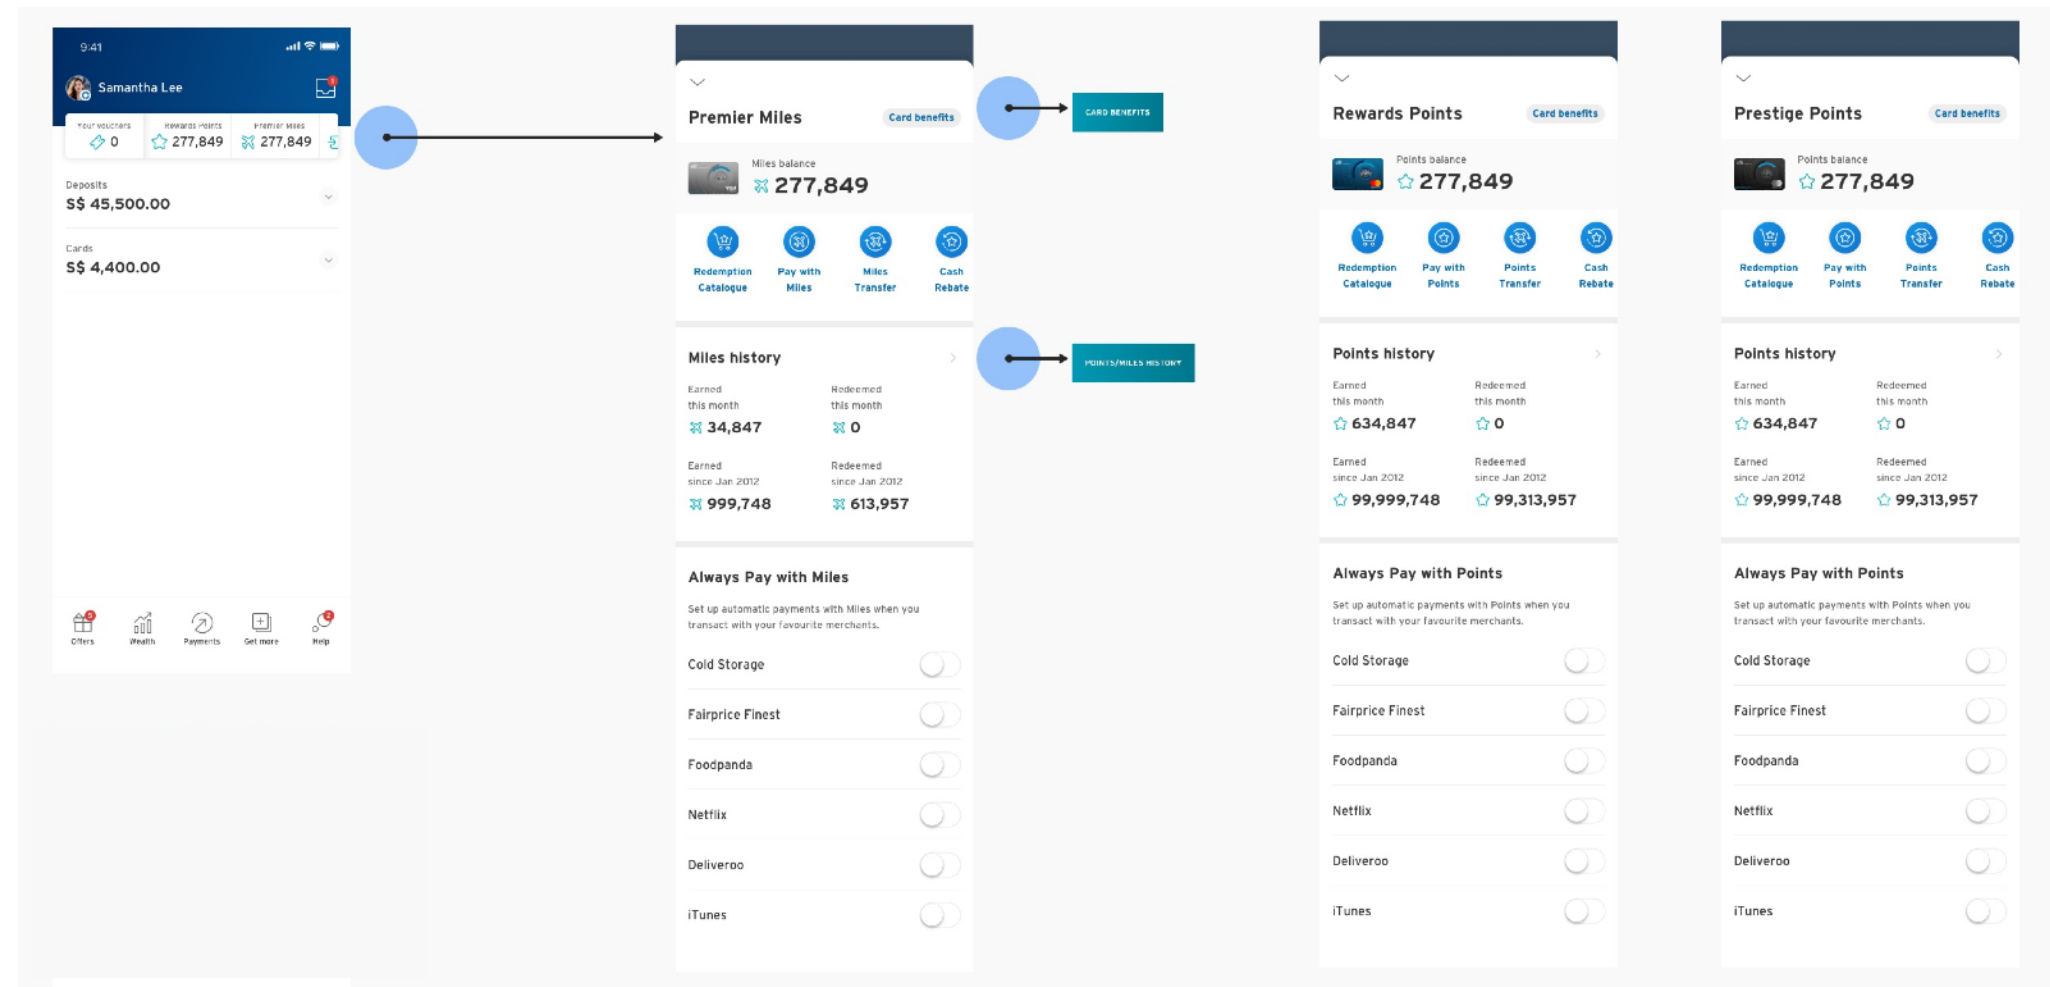 9:41
Samantha Lee
Your vouchers
0
Rewards Points
277,849
Premier Miles
277,849
Deposits
S$ 45,500.00
Cards
S$ 4,400.00
5
2
Offers
Wealth
Payments
Get more
Help
Premier Miles
Card benefits
Miles balance
277,849
Redemption
Catalogue
Pay with
Miles
Miles
Transfer
Cash
Rebate
Miles history
Earned
this month
34,847
Redeemed
this month
0
Earned
since Jan 2012
999,748
Redeemed
since Jan 2012
613,957
Always Pay with Miles
Set up automatic payments with Miles when you
transact with your favourite merchants.
Cold Storage
Fairprice Finest
Foodpanda
Netflix
Deliveroo
iTunes
CARD BENEFITS
POINTS/MILES HISTORY
Rewards Points
Card benefits
Points balance
277,849
Redemption
Catalogue
Pay with
Points
Points
Transfer
Cash
Rebate
Points history
Earned
this month
634,847
Redeemed
this month
0
Earned
since Jan 2012
99,999,748
Redeemed
since Jan 2012
99,313,957
Always Pay with Points
Set up automatic payments with Points when you
transact with your favourite merchants.
Cold Storage
Fairprice Finest
Foodpanda
Netflix
Deliveroo
iTunes
Prestige Points
Card benefits
Points balance
277,849
Redemption
Catalogue
Pay with
Points
Points
Transfer
Cash
Rebate
Points history
Earned
this month
634,847
Redeemed
this month
0
Earned
since Jan 2012
99,999,748
Redeemed
since Jan 2012
99,313,957
Always Pay with Points
Set up automatic payments with Points when you
transact with your favourite merchants.
Cold Storage
Fairprice Finest
Foodpanda
Netflix
Deliveroo
iTunes